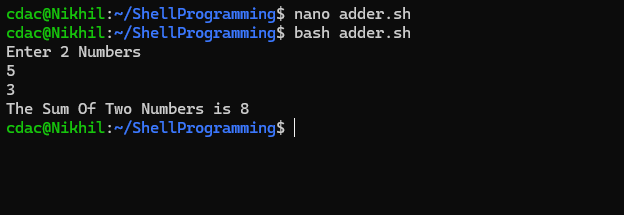 cdac@Nikhil:~/ShellProgramming$ nano adder.sh
cdac@Nikhil:~/ShellProgramming$ bash adder.sh
Enter 2 Numbers
5
3
The Sum Of Two Numbers is 8
cdac@Nikhil:~/ShellProgramming$